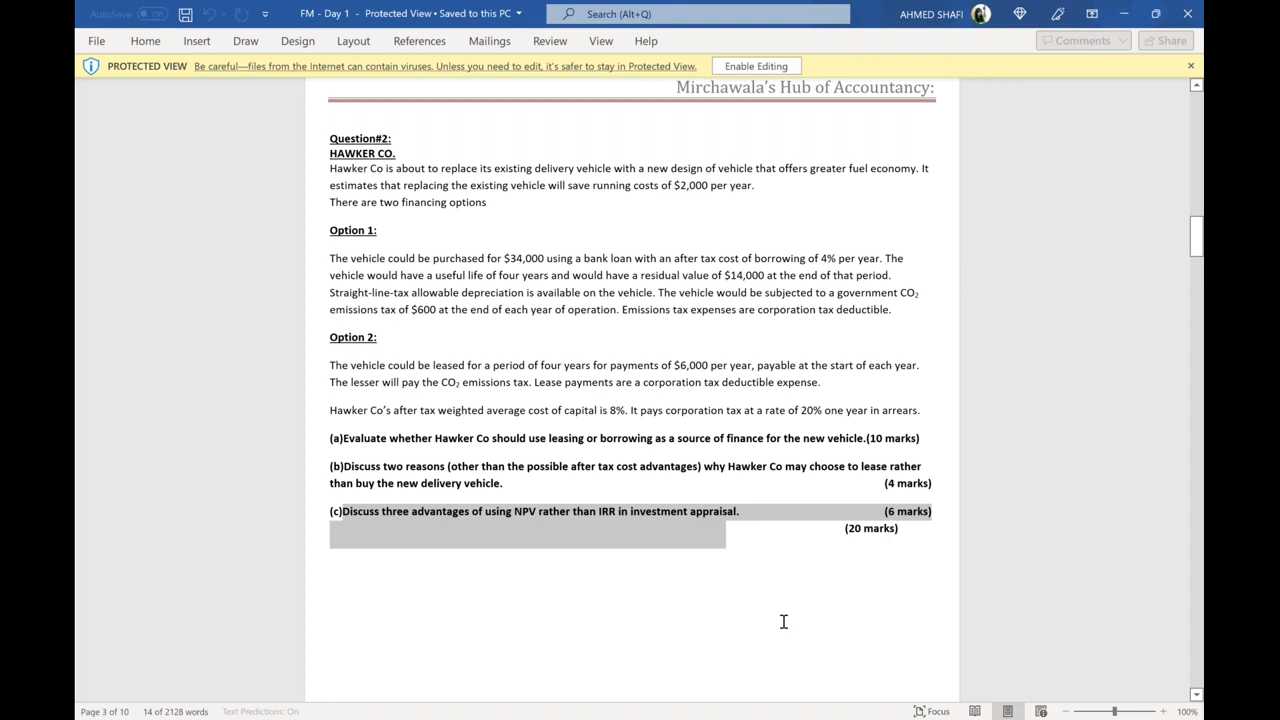 AutoSave Off FM - Day 1 - Protected View • Saved to this PC Search (Alt+Q) AHMED SHAFI
File Home Insert Draw Design Layout References Mailings Review View Help Comments Share
PROTECTED VIEW Be careful—files from the Internet can contain viruses. Unless you need to edit, it's safer to stay in Protected View. Enable Editing
Mirchawala's Hub of Accountancy:
Question#2:
HAWKER CO.
Hawker Co is about to replace its existing delivery vehicle with a new design of vehicle that offers greater fuel economy. It
estimates that replacing the existing vehicle will save running costs of $2,000 per year.
There are two financing options
Option 1:
The vehicle could be purchased for $34,000 using a bank loan with an after tax cost of borrowing of 4% per year. The
vehicle would have a useful life of four years and would have a residual value of $14,000 at the end of that period.
Straight-line-tax allowable depreciation is available on the vehicle. The vehicle would be subjected to a government CO₂
emissions tax of $600 at the end of each year of operation. Emissions tax expenses are corporation tax deductible.
Option 2:
The vehicle could be leased for a period of four years for payments of $6,000 per year, payable at the start of each year.
The lesser will pay the CO₂ emissions tax. Lease payments are a corporation tax deductible expense.
Hawker Co's after tax weighted average cost of capital is 8%. It pays corporation tax at a rate of 20% one year in arrears.
(a)Evaluate whether Hawker Co should use leasing or borrowing as a source of finance for the new vehicle.(10 marks)
(b)Discuss two reasons (other than the possible after tax cost advantages) why Hawker Co may choose to lease rather
than buy the new delivery vehicle. (4 marks)
(c)Discuss three advantages of using NPV rather than IRR in investment appraisal. (6 marks)
(20 marks)
Page 3 of 10 14 of 2128 words Text Predictions: On Focus 100%